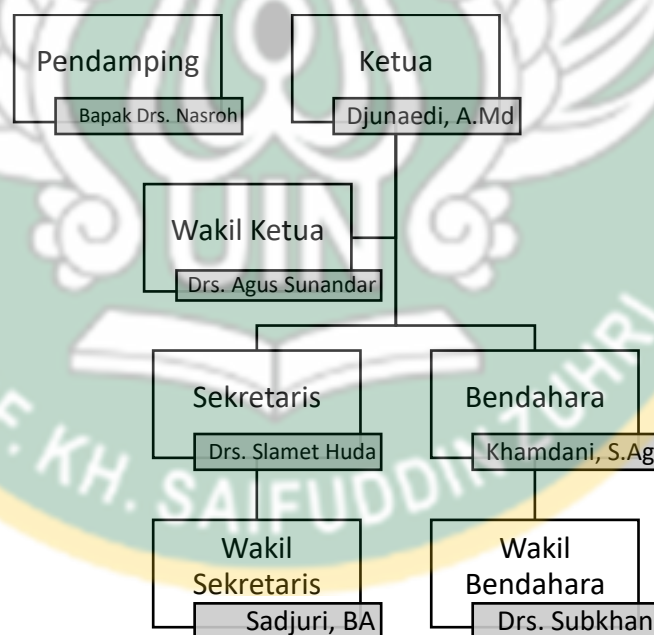 Pendamping
Bapak Drs. Nasroh
Ketua
Djunaedi, A.Md
UIN
Wakil Ketua
Drs. Agus Sunandar
Sekretaris
Drs. Slamet Huda
Bendahara
Khamdani, S.Ag
F. KH. SAIFUDDIN ZUHRI
Wakil
Sekretaris
Sadjuri, BA
Wakil
Bendahara
Drs. Subkhan